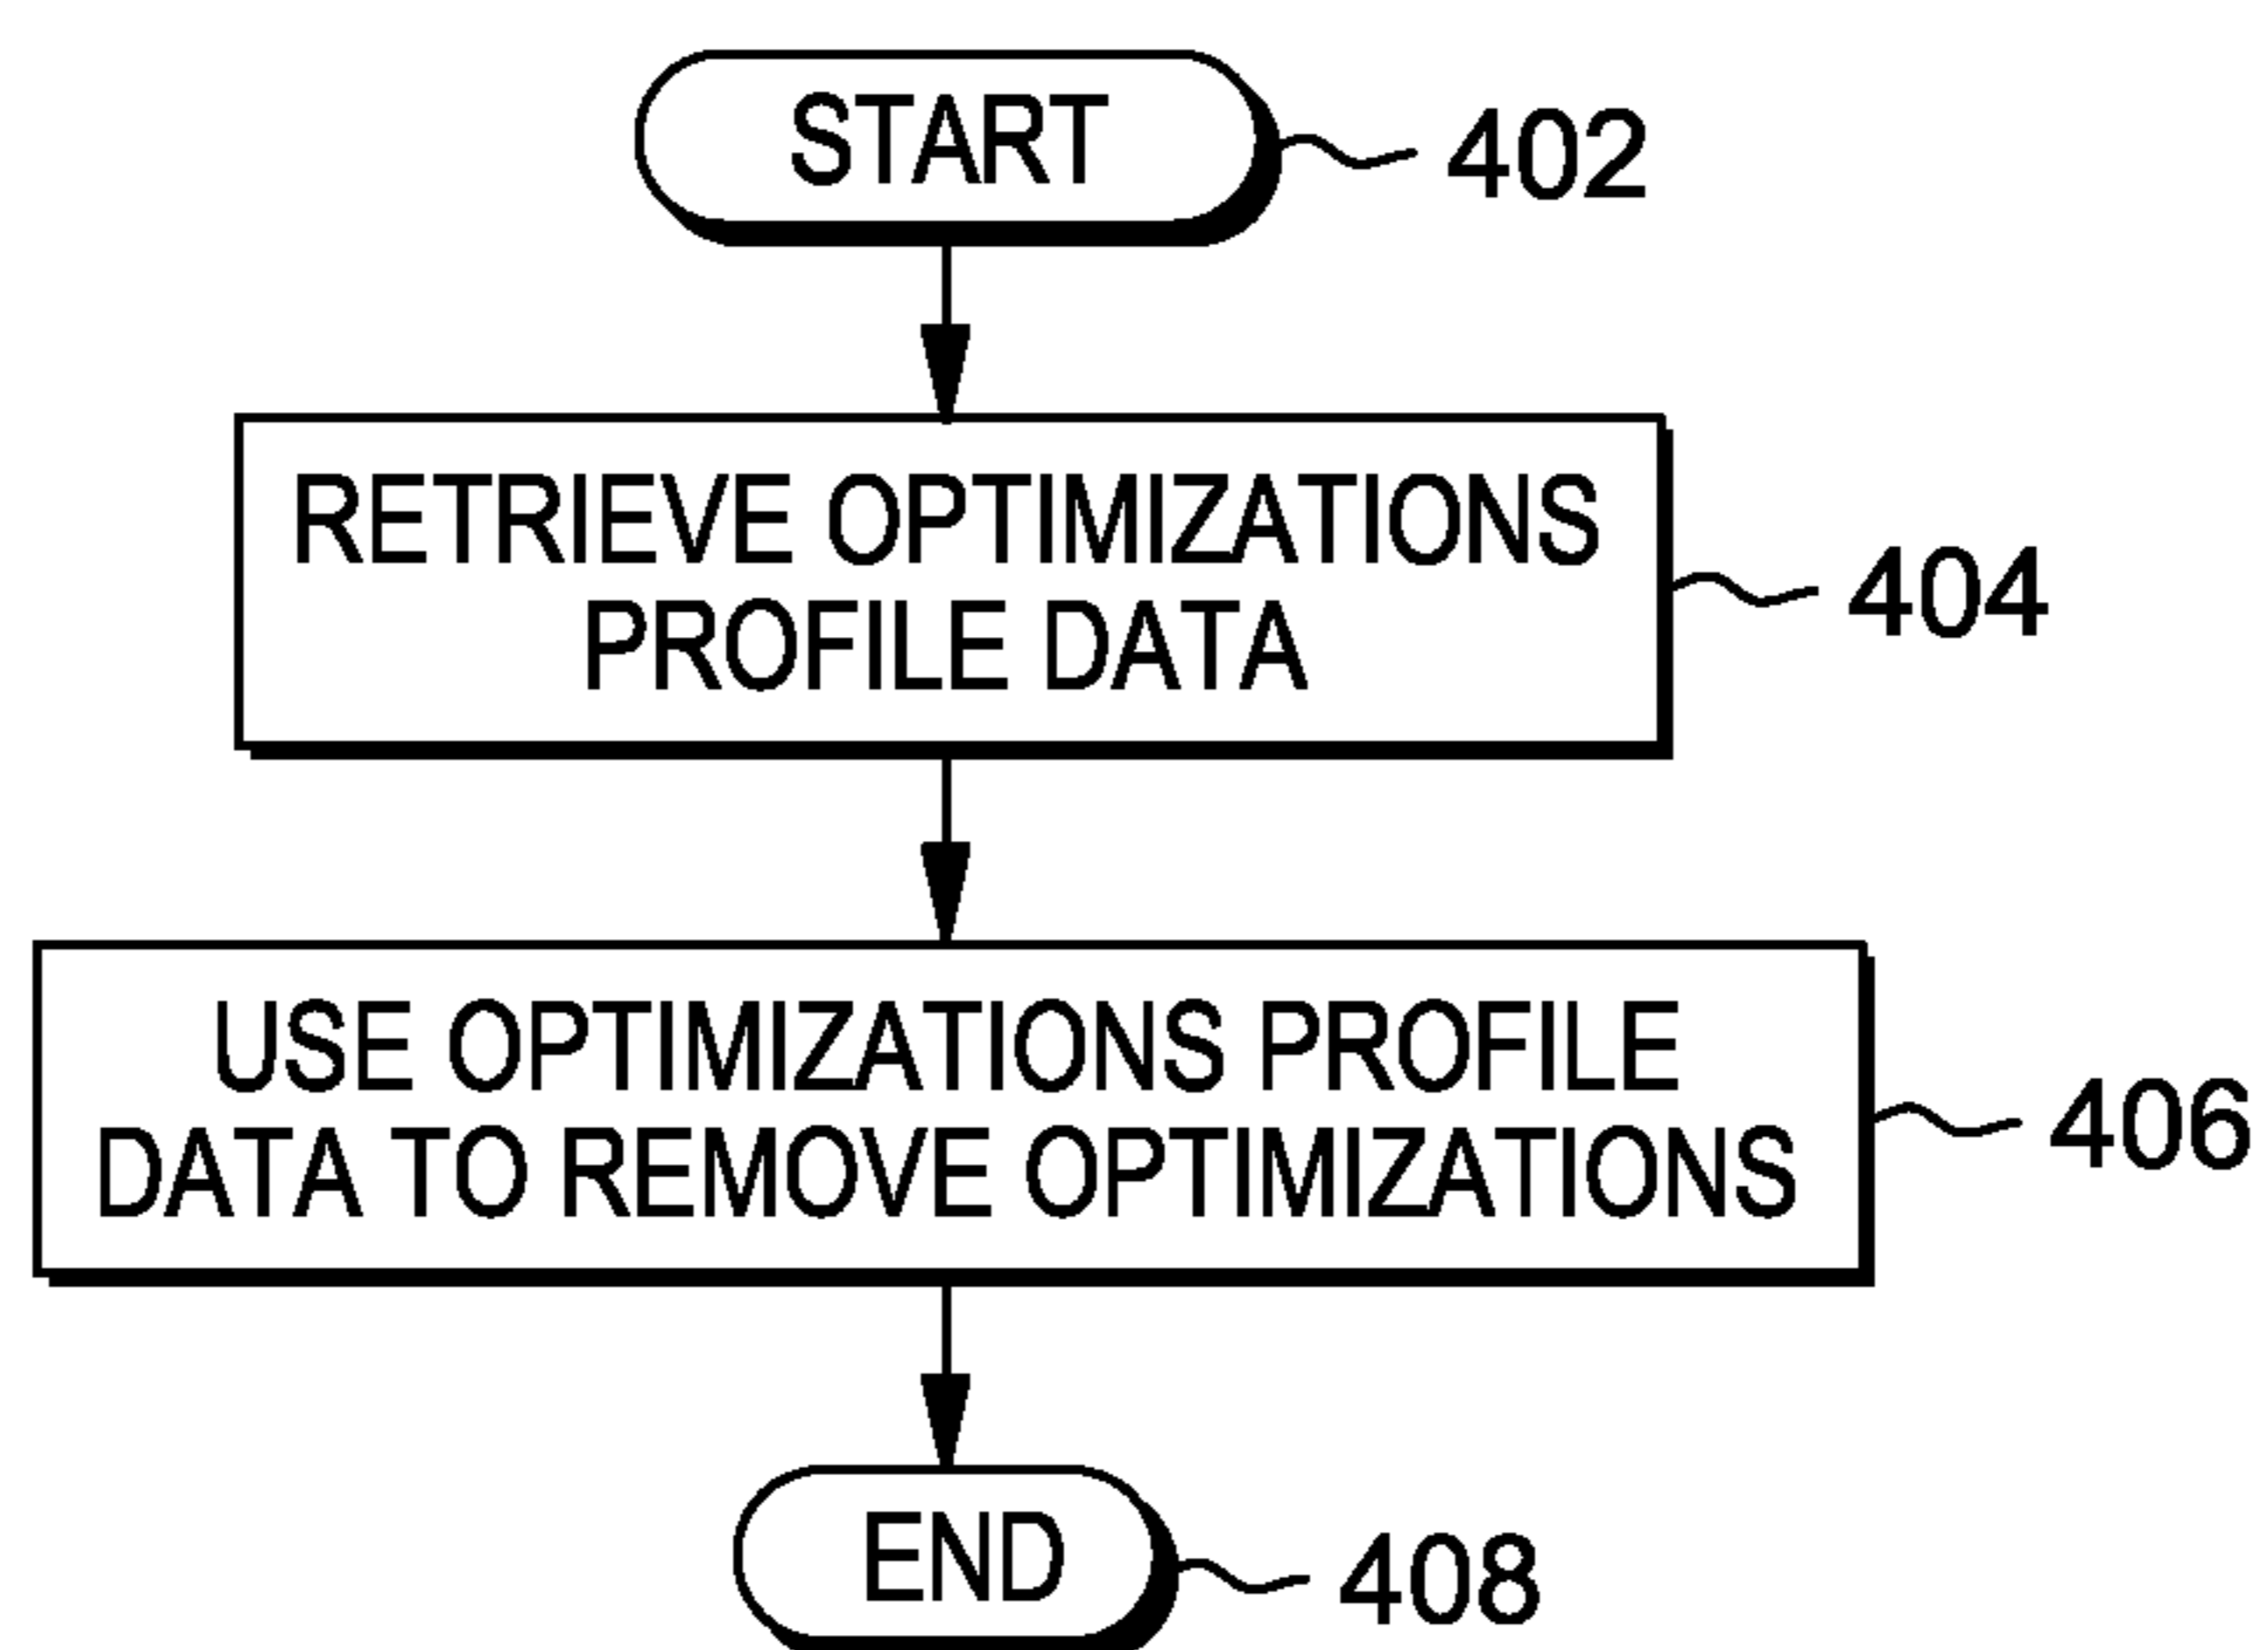 START
402
RETRIEVE OPTIMIZATIONS
PROFILE DATA
404
USE OPTIMIZATIONS PROFILE
DATA TO REMOVE OPTIMIZATIONS
406
END
408